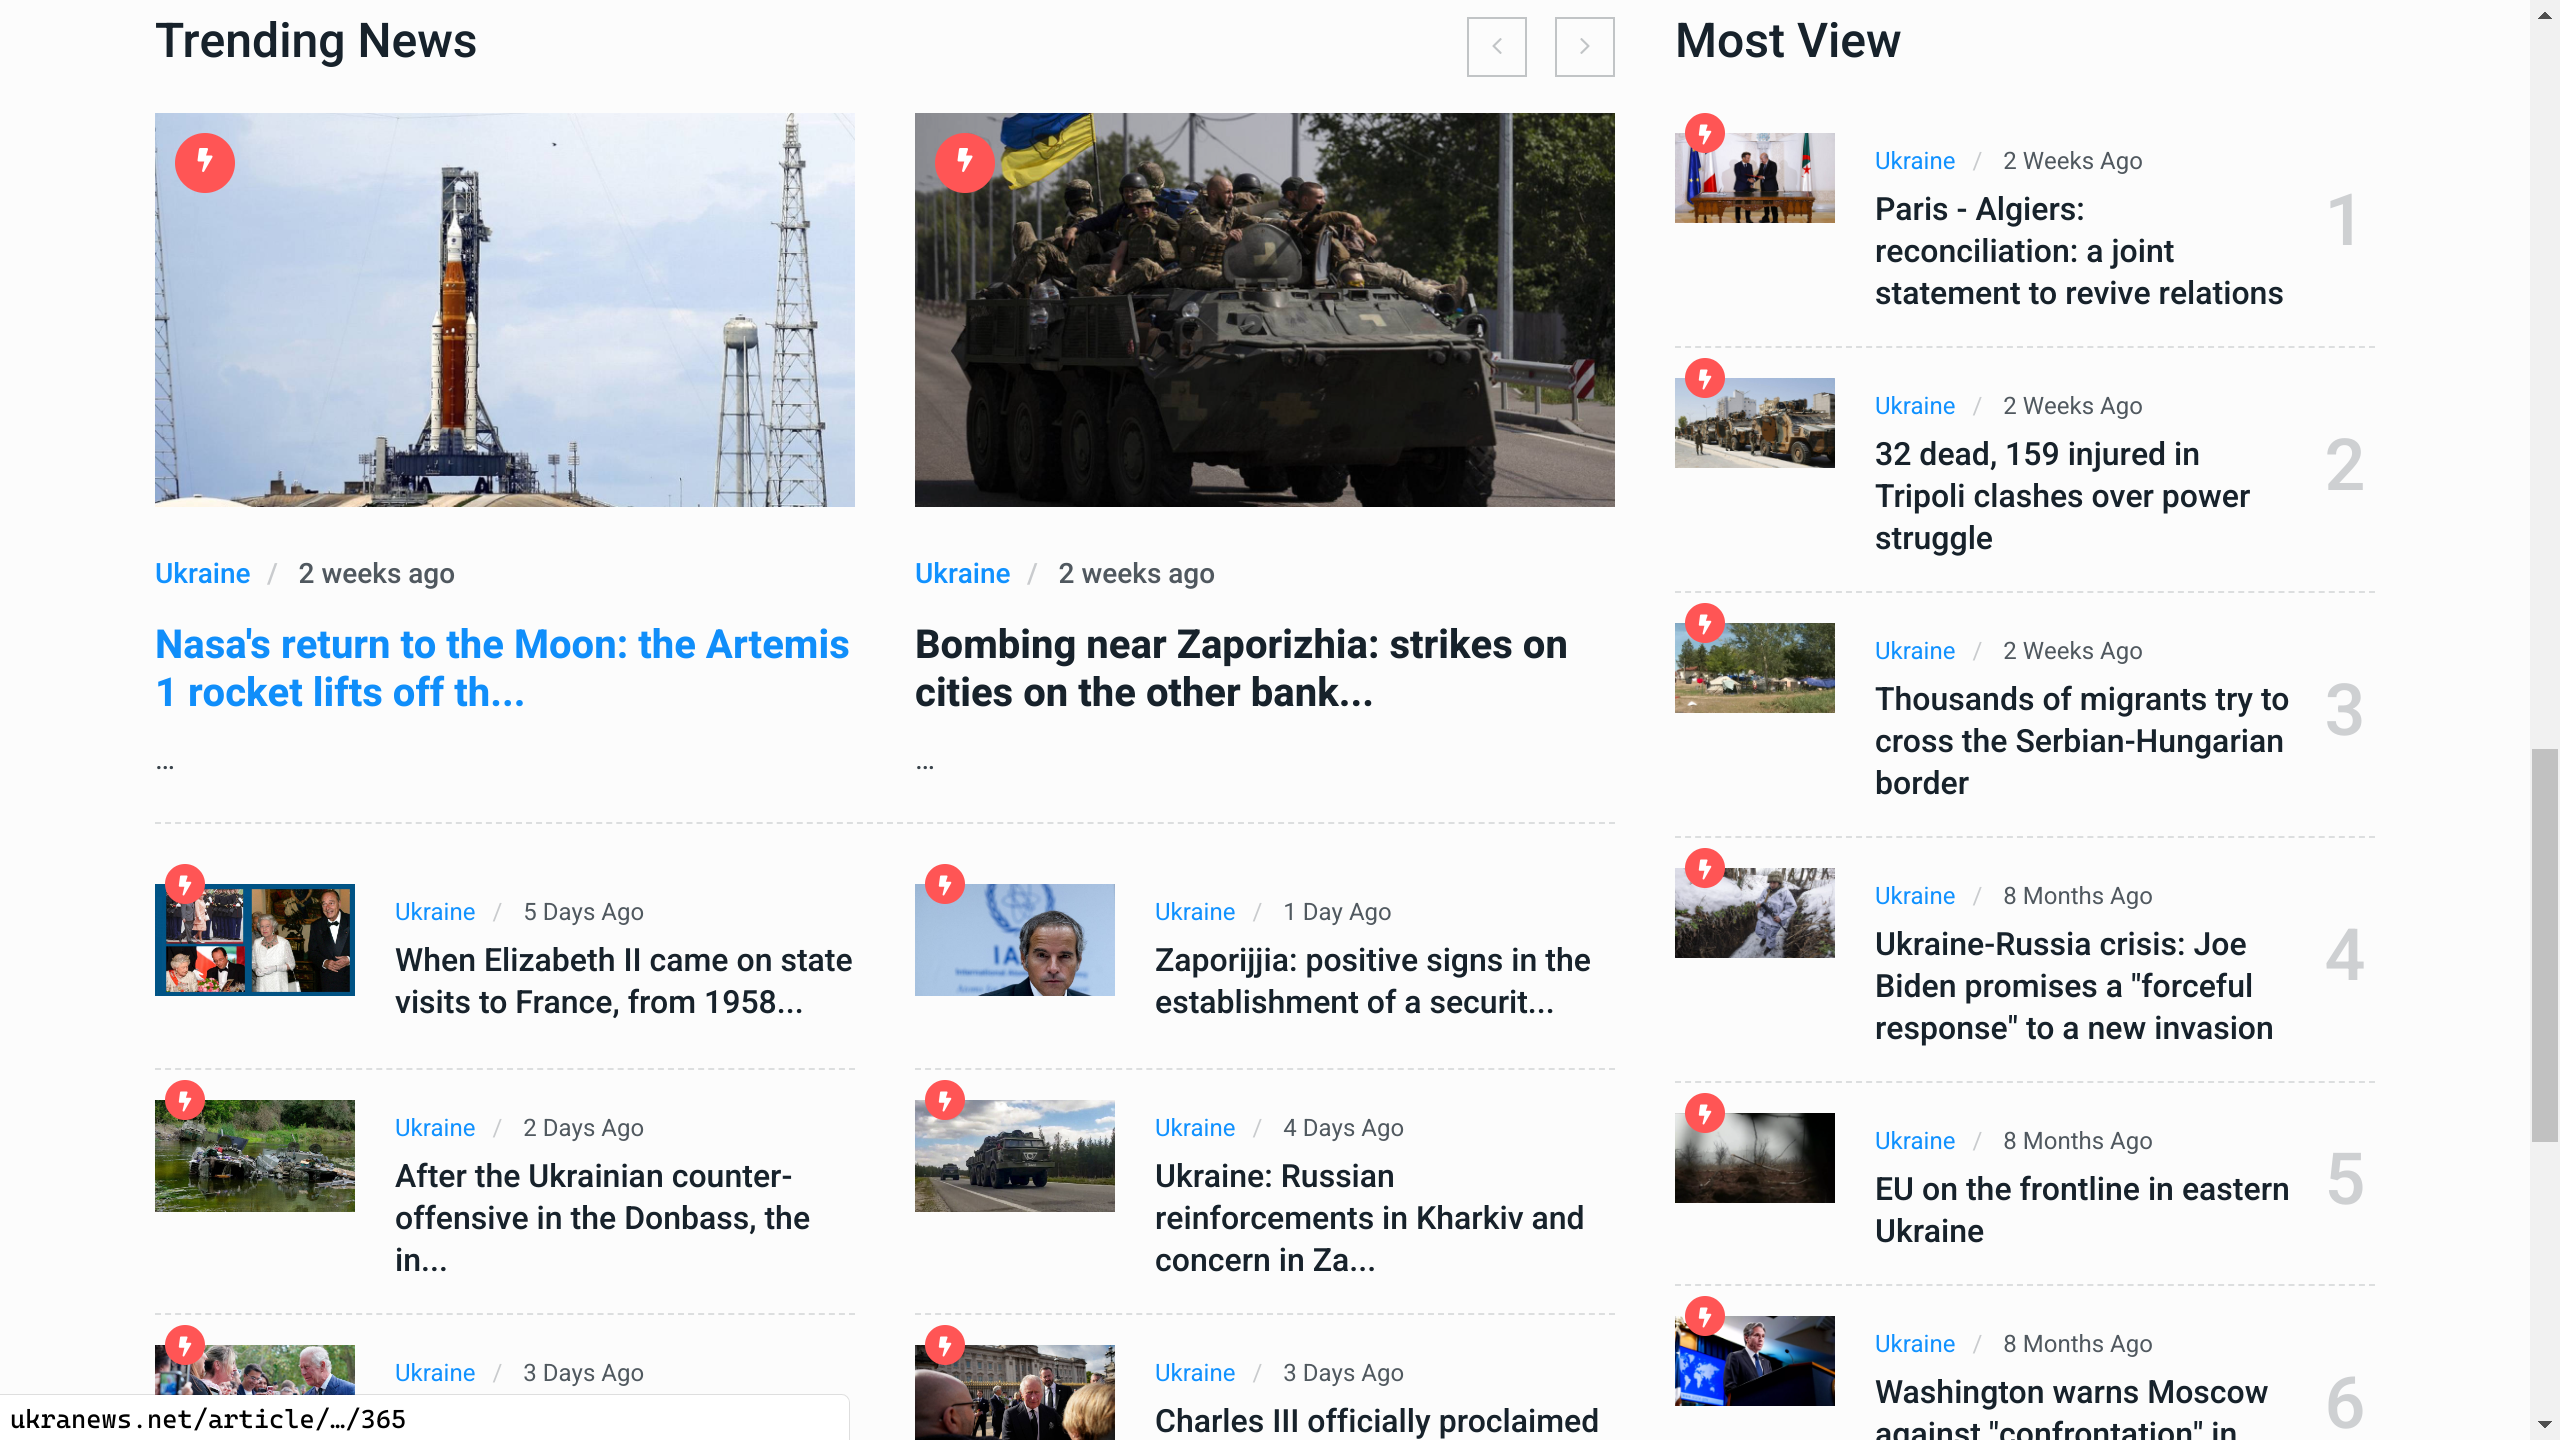 Trending News
Ukraine / 2 weeks ago
Nasa's return to the Moon: the Artemis
1 rocket lifts off th...
...
Ukraine / 2 weeks ago
Bombing near Zaporizhia: strikes on
cities on the other bank...
...
Ukraine / 5 Days Ago
When Elizabeth II came on state
visits to France, from 1958...
Ukraine / 1 Day Ago
Zaporijjia: positive signs in the
establishment of a securit...
Ukraine / 2 Days Ago
After the Ukrainian counter-
offensive in the Donbass, the
in...
Ukraine / 4 Days Ago
Ukraine: Russian
reinforcements in Kharkiv and
concern in Za...
Ukraine / 3 Days Ago
Ukraine / 3 Days Ago
Charles III officially proclaimed
Most View
Ukraine / 2 Weeks Ago
Paris - Algiers:
reconciliation: a joint
statement to revive relations
1
Ukraine / 2 Weeks Ago
32 dead, 159 injured in
Tripoli clashes over power
struggle
2
Ukraine / 2 Weeks Ago
Thousands of migrants try to
cross the Serbian-Hungarian
border
3
Ukraine / 8 Months Ago
Ukraine-Russia crisis: Joe
Biden promises a "forceful
response" to a new invasion
4
Ukraine / 8 Months Ago
EU on the frontline in eastern
Ukraine
5
Ukraine / 8 Months Ago
Washington warns Moscow
against "confrontation" in
6
ukranews.net/article/…/365